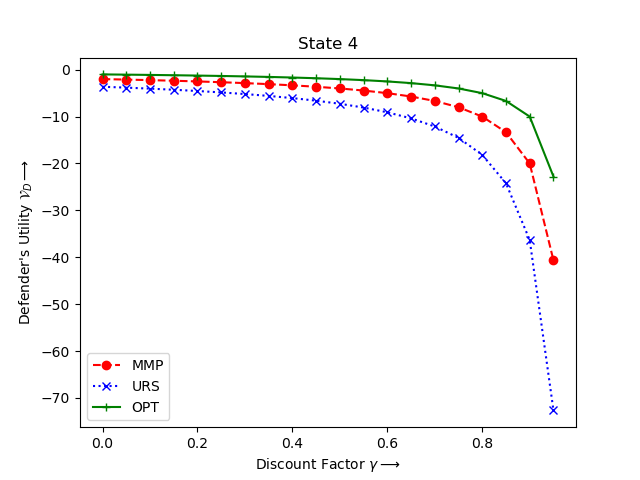 State 4
Defender's Utility 𝒱_D ⟶
0
−10
−20
−30
−40
−50
−60
−70
MMP
URS
OPT
0.0 0.2 0.4 0.6 0.8
Discount Factor γ ⟶